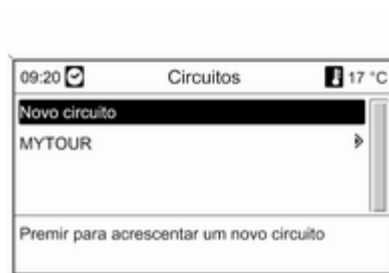 09:20 Circuitos 17 °C
Novo circuito
MYTOUR
Premir para acrescentar um novo circuito